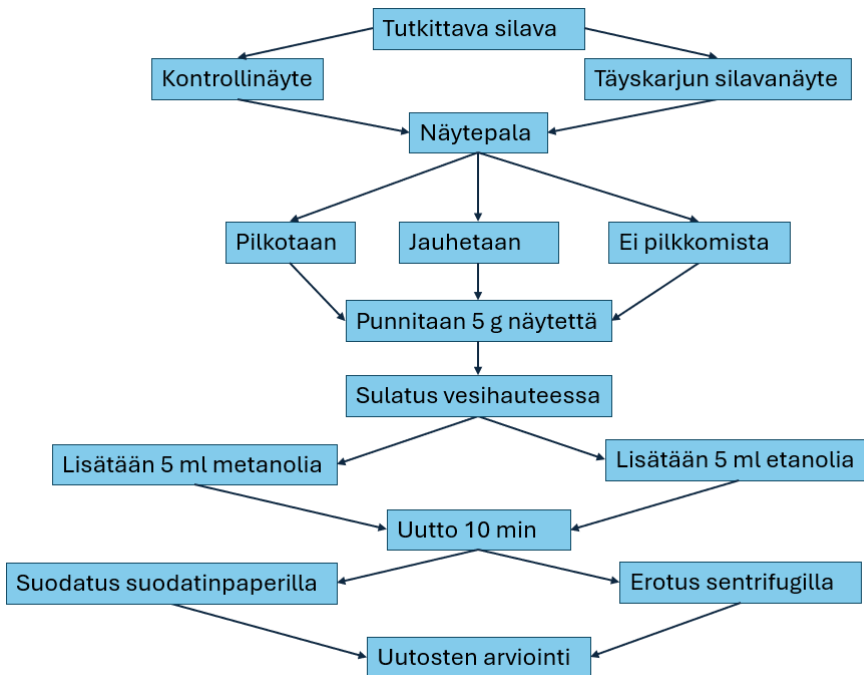 Tutkittava silava
Kontrollinäyte
Täyskarjun silavanäyte
Näytepala
Pilkotaan
Jauhetaan
Ei pilkkomista
Punnitaan 5 g näytettä
Sulatus vesihauteessa
Lisätään 5 ml metanolia
Lisätään 5 ml etanolia
Uutto 10 min
Suodatus suodatinpaperilla
Erotus sentrifugilla
Uutosten arviointi